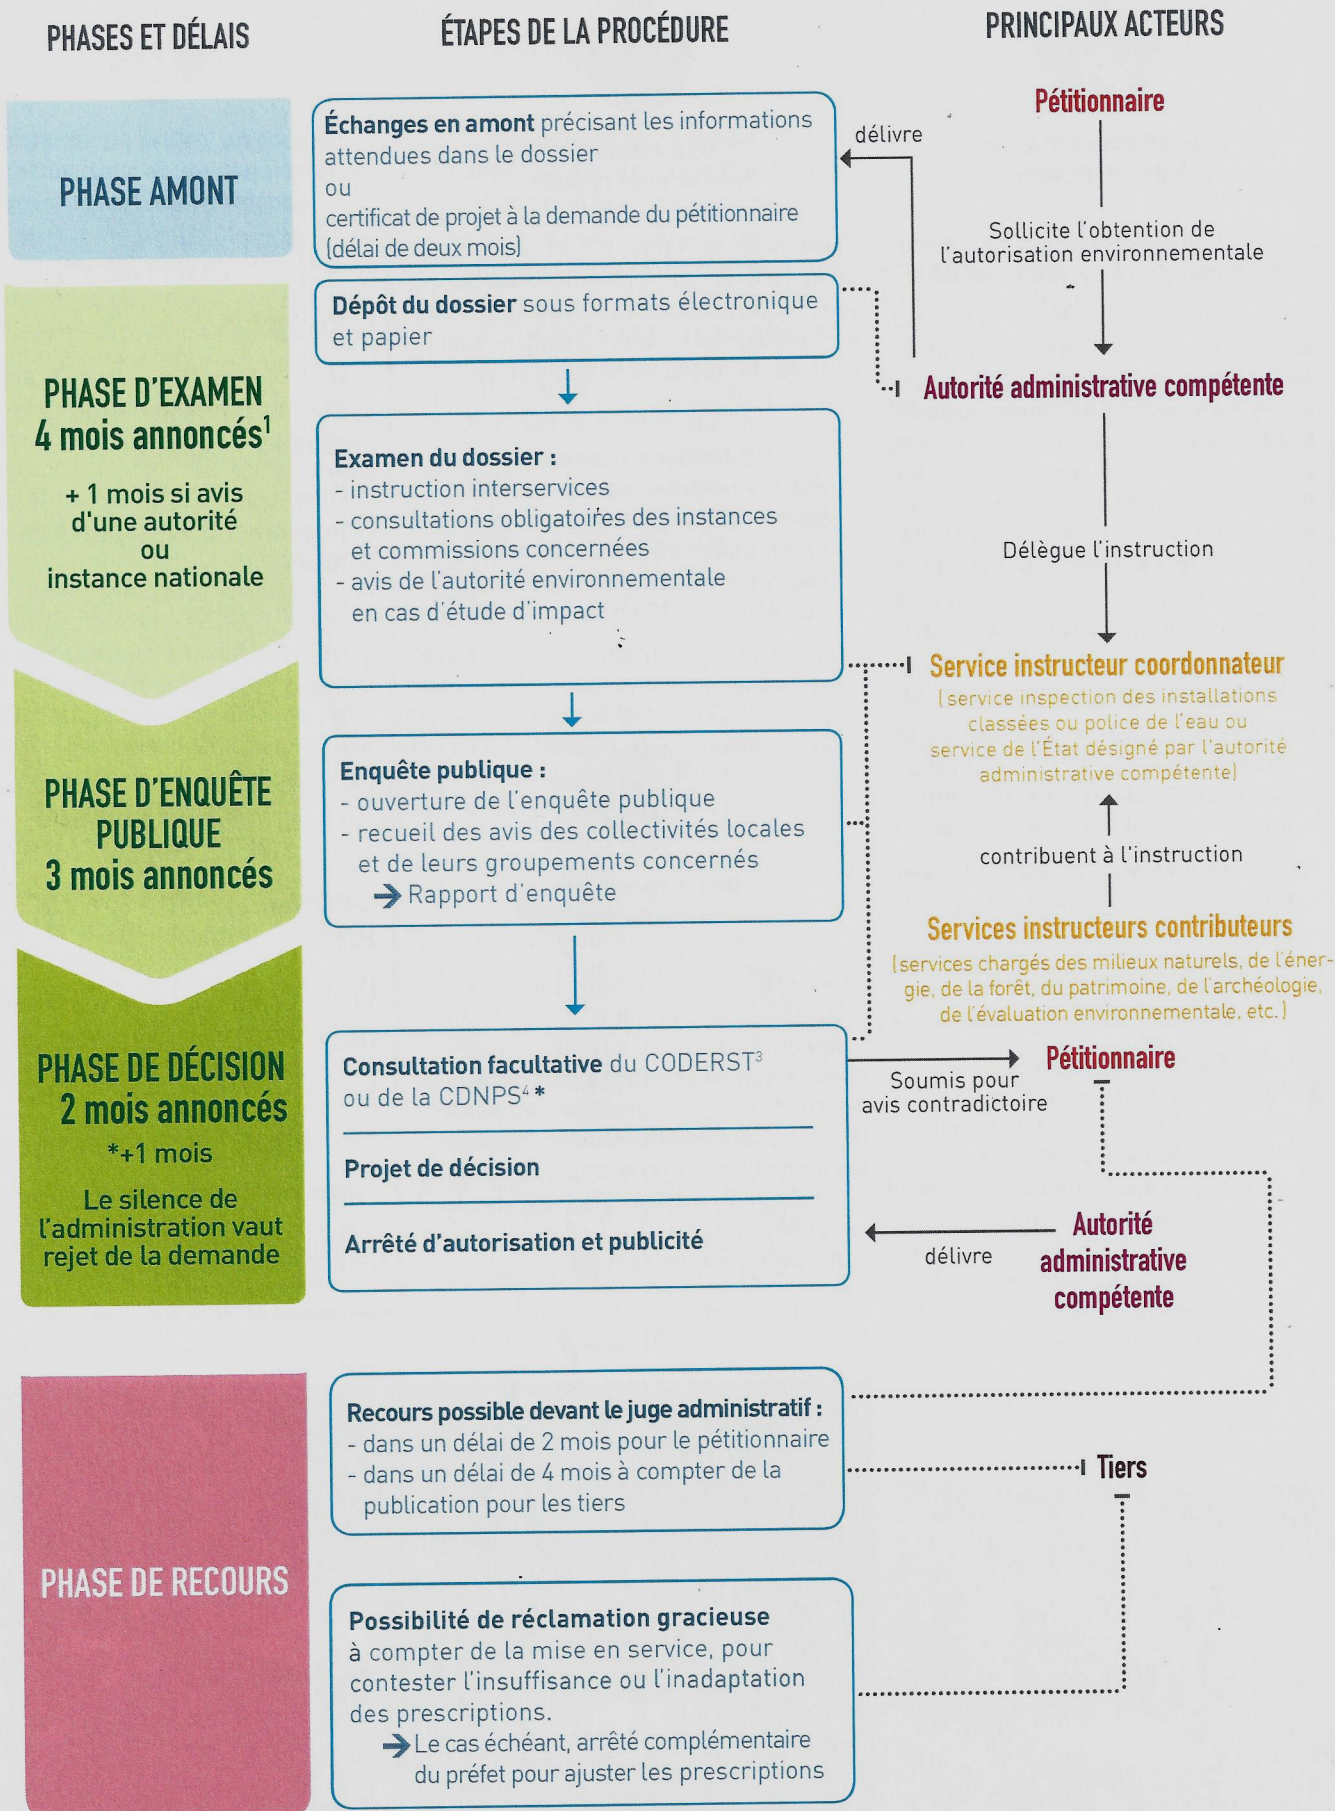 PHASES ET DÉLAIS
ÉTAPES DE LA PROCÉDURE
PRINCIPAUX ACTEURS
PHASE AMONT
Échanges en amont précisant les informations
attendues dans le dossier
ou
certificat de projet à la demande du pétitionnaire
(délai de deux mois)
délivre
Pétitionnaire
Sollicite l'obtention de
l'autorisation environnementale
PHASE D'EXAMEN
4 mois annoncés¹
+ 1 mois si avis
d'une autorité
ou
instance nationale
Dépôt du dossier sous formats électronique
et papier
Autorité administrative compétente
Examen du dossier :
- instruction interservices
- consultations obligatoires des instances
et commissions concernées
- avis de l'autorité environnementale
en cas d'étude d'impact
Délègue l'instruction
Service instructeur coordonnateur
(service inspection des installations
classées ou police de l'eau ou
service de l'État désigné par l'autorité
administrative compétente)
PHASE D'ENQUÊTE
PUBLIQUE
3 mois annoncés
Enquête publique :
- ouverture de l'enquête publique
- recueil des avis des collectivités locales
et de leurs groupements concernés
→ Rapport d'enquête
contribuent à l'instruction
Services instructeurs contributeurs
(services chargés des milieux naturels, de l'éner-
gie, de la forêt, du patrimoine, de l'archéologie,
de l'évaluation environnementale, etc.)
PHASE DE DÉCISION
2 mois annoncés
*+1 mois
Le silence de
l'administration vaut
rejet de la demande
Consultation facultative du CODERST³
ou de la CDNPS⁴ *
Projet de décision
Arrêté d'autorisation et publicité
Soumis pour
avis contradictoire
Pétitionnaire
délivre
Autorité
administrative
compétente
PHASE DE RECOURS
Recours possible devant le juge administratif :
- dans un délai de 2 mois pour le pétitionnaire
- dans un délai de 4 mois à compter de la
publication pour les tiers
Tiers
Possibilité de réclamation gracieuse
à compter de la mise en service, pour
contester l'insuffisance ou l'inadaptation
des prescriptions.
→ Le cas échéant, arrêté complémentaire
du préfet pour ajuster les prescriptions